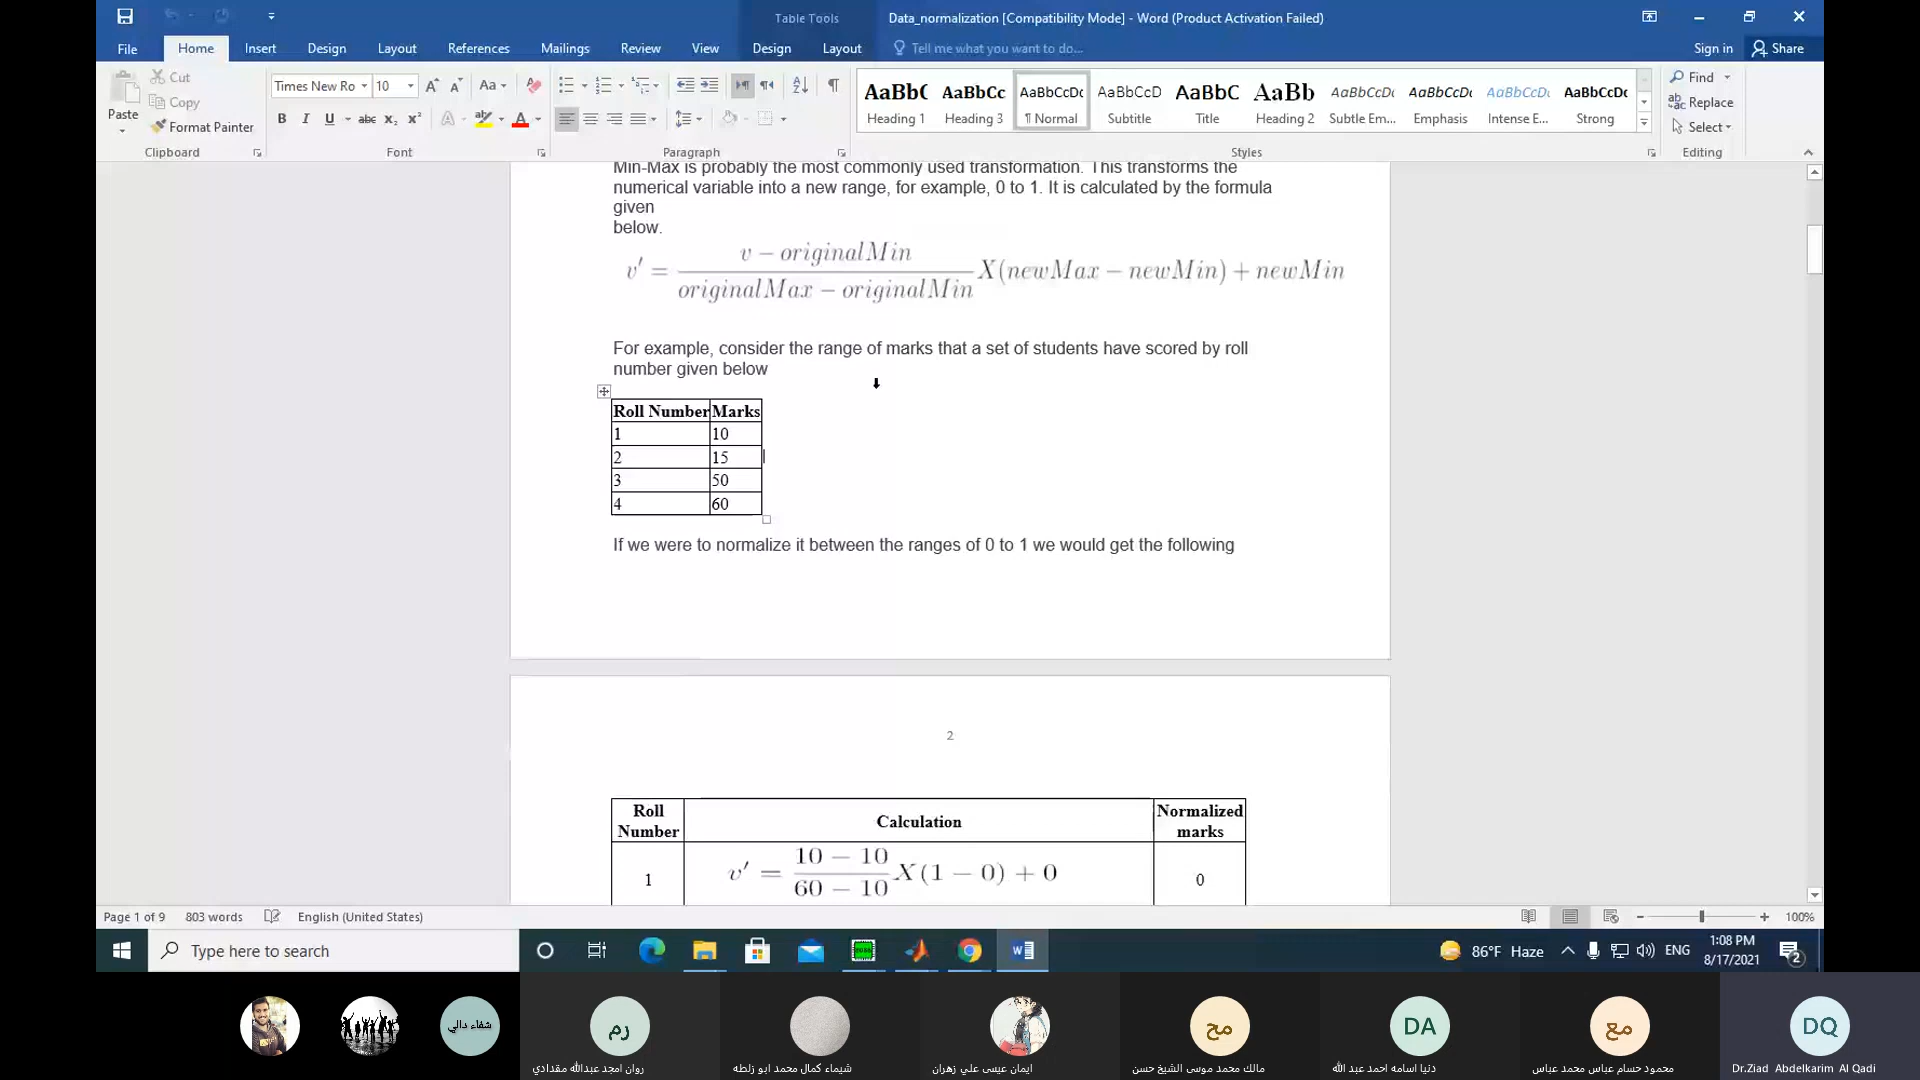 Table Tools
Data_normalization [Compatibility Mode] - Word (Product Activation Failed)
File Home Insert Design Layout References Mailings Review View Design Layout Tell me what you want to do... Sign in Share
Paste Cut Copy Format Painter
Times New Ro 10
AaBbC Heading 1
AaBbCc Heading 3
AaBbCcDc ¶ Normal
AaBbCcD Subtitle
AaBbC Title
AaBb Heading 2
AaBbCcDc Subtle Em...
AaBbCcDc Emphasis
AaBbCcDc Intense E...
AaBbCcDc Strong
Find
Replace
Select
Clipboard Font Paragraph Styles Editing
Min-Max is probably the most commonly used transformation. This transforms the
numerical variable into a new range, for example, 0 to 1. It is calculated by the formula
given
below.
v' = (v − originalMin) / (originalMax − originalMin) X(newMax − newMin) + newMin
For example, consider the range of marks that a set of students have scored by roll
number given below
Roll Number Marks
1 10
2 15
3 50
4 60
If we were to normalize it between the ranges of 0 to 1 we would get the following
2
Roll Number Calculation Normalized marks
1 v' = (10 − 10) / (60 − 10) X(1 − 0) + 0 0
Page 1 of 9 803 words English (United States) 100%
Type here to search
86°F Haze ENG 1:08 PM 8/17/2021 2
شفاء دالي
رم
مح
DA
مع
DQ
روان امجد عبدالله مقدادي
شيماء كمال محمد ابو زلطه
ايمان عيسى علي زهران
مالك محمد موسى الشيخ حسن
دنيا اسامه احمد عبد الله
محمود حسام عباس محمد عباس
Dr.Ziad Abdelkarim Al Qadi